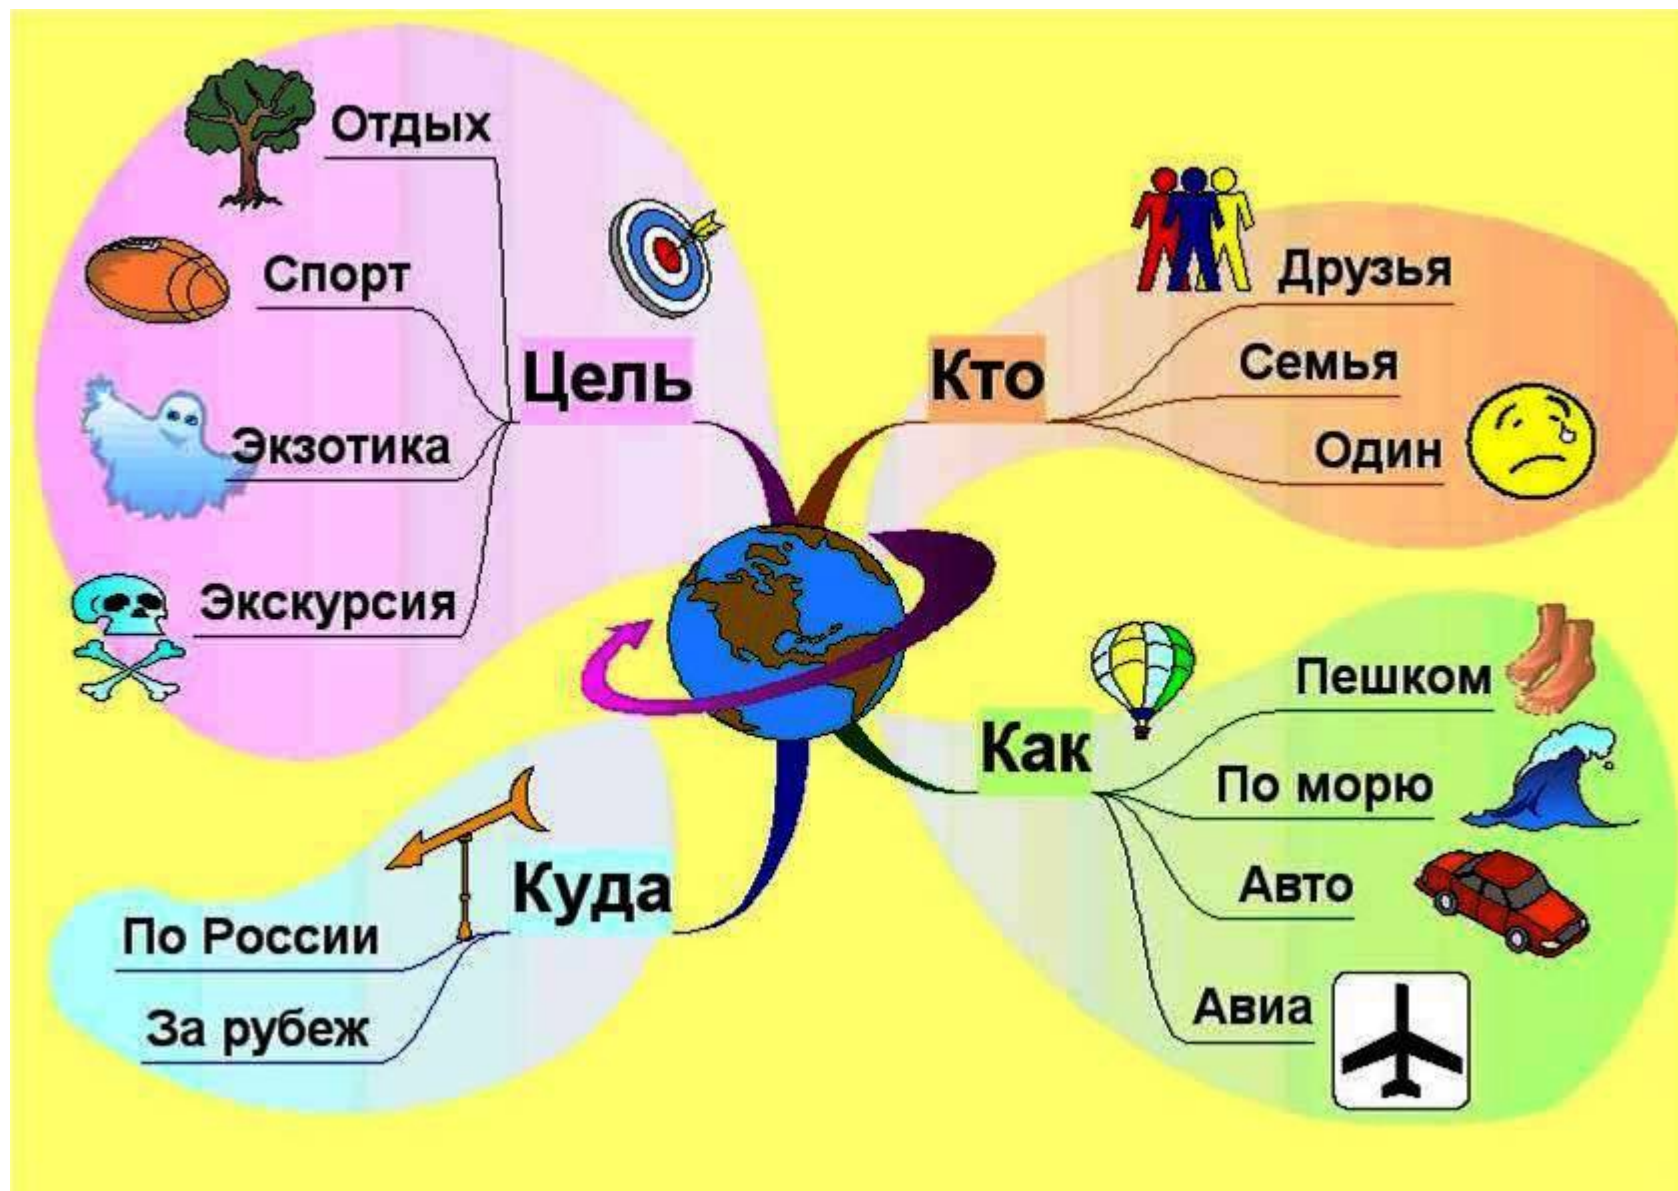 Цель
Отдых
Спорт
Экзотика
Экскурсия
Кто
Друзья
Семья
Один
Как
Пешком
По морю
Авто
Авиа
Куда
По России
За рубеж